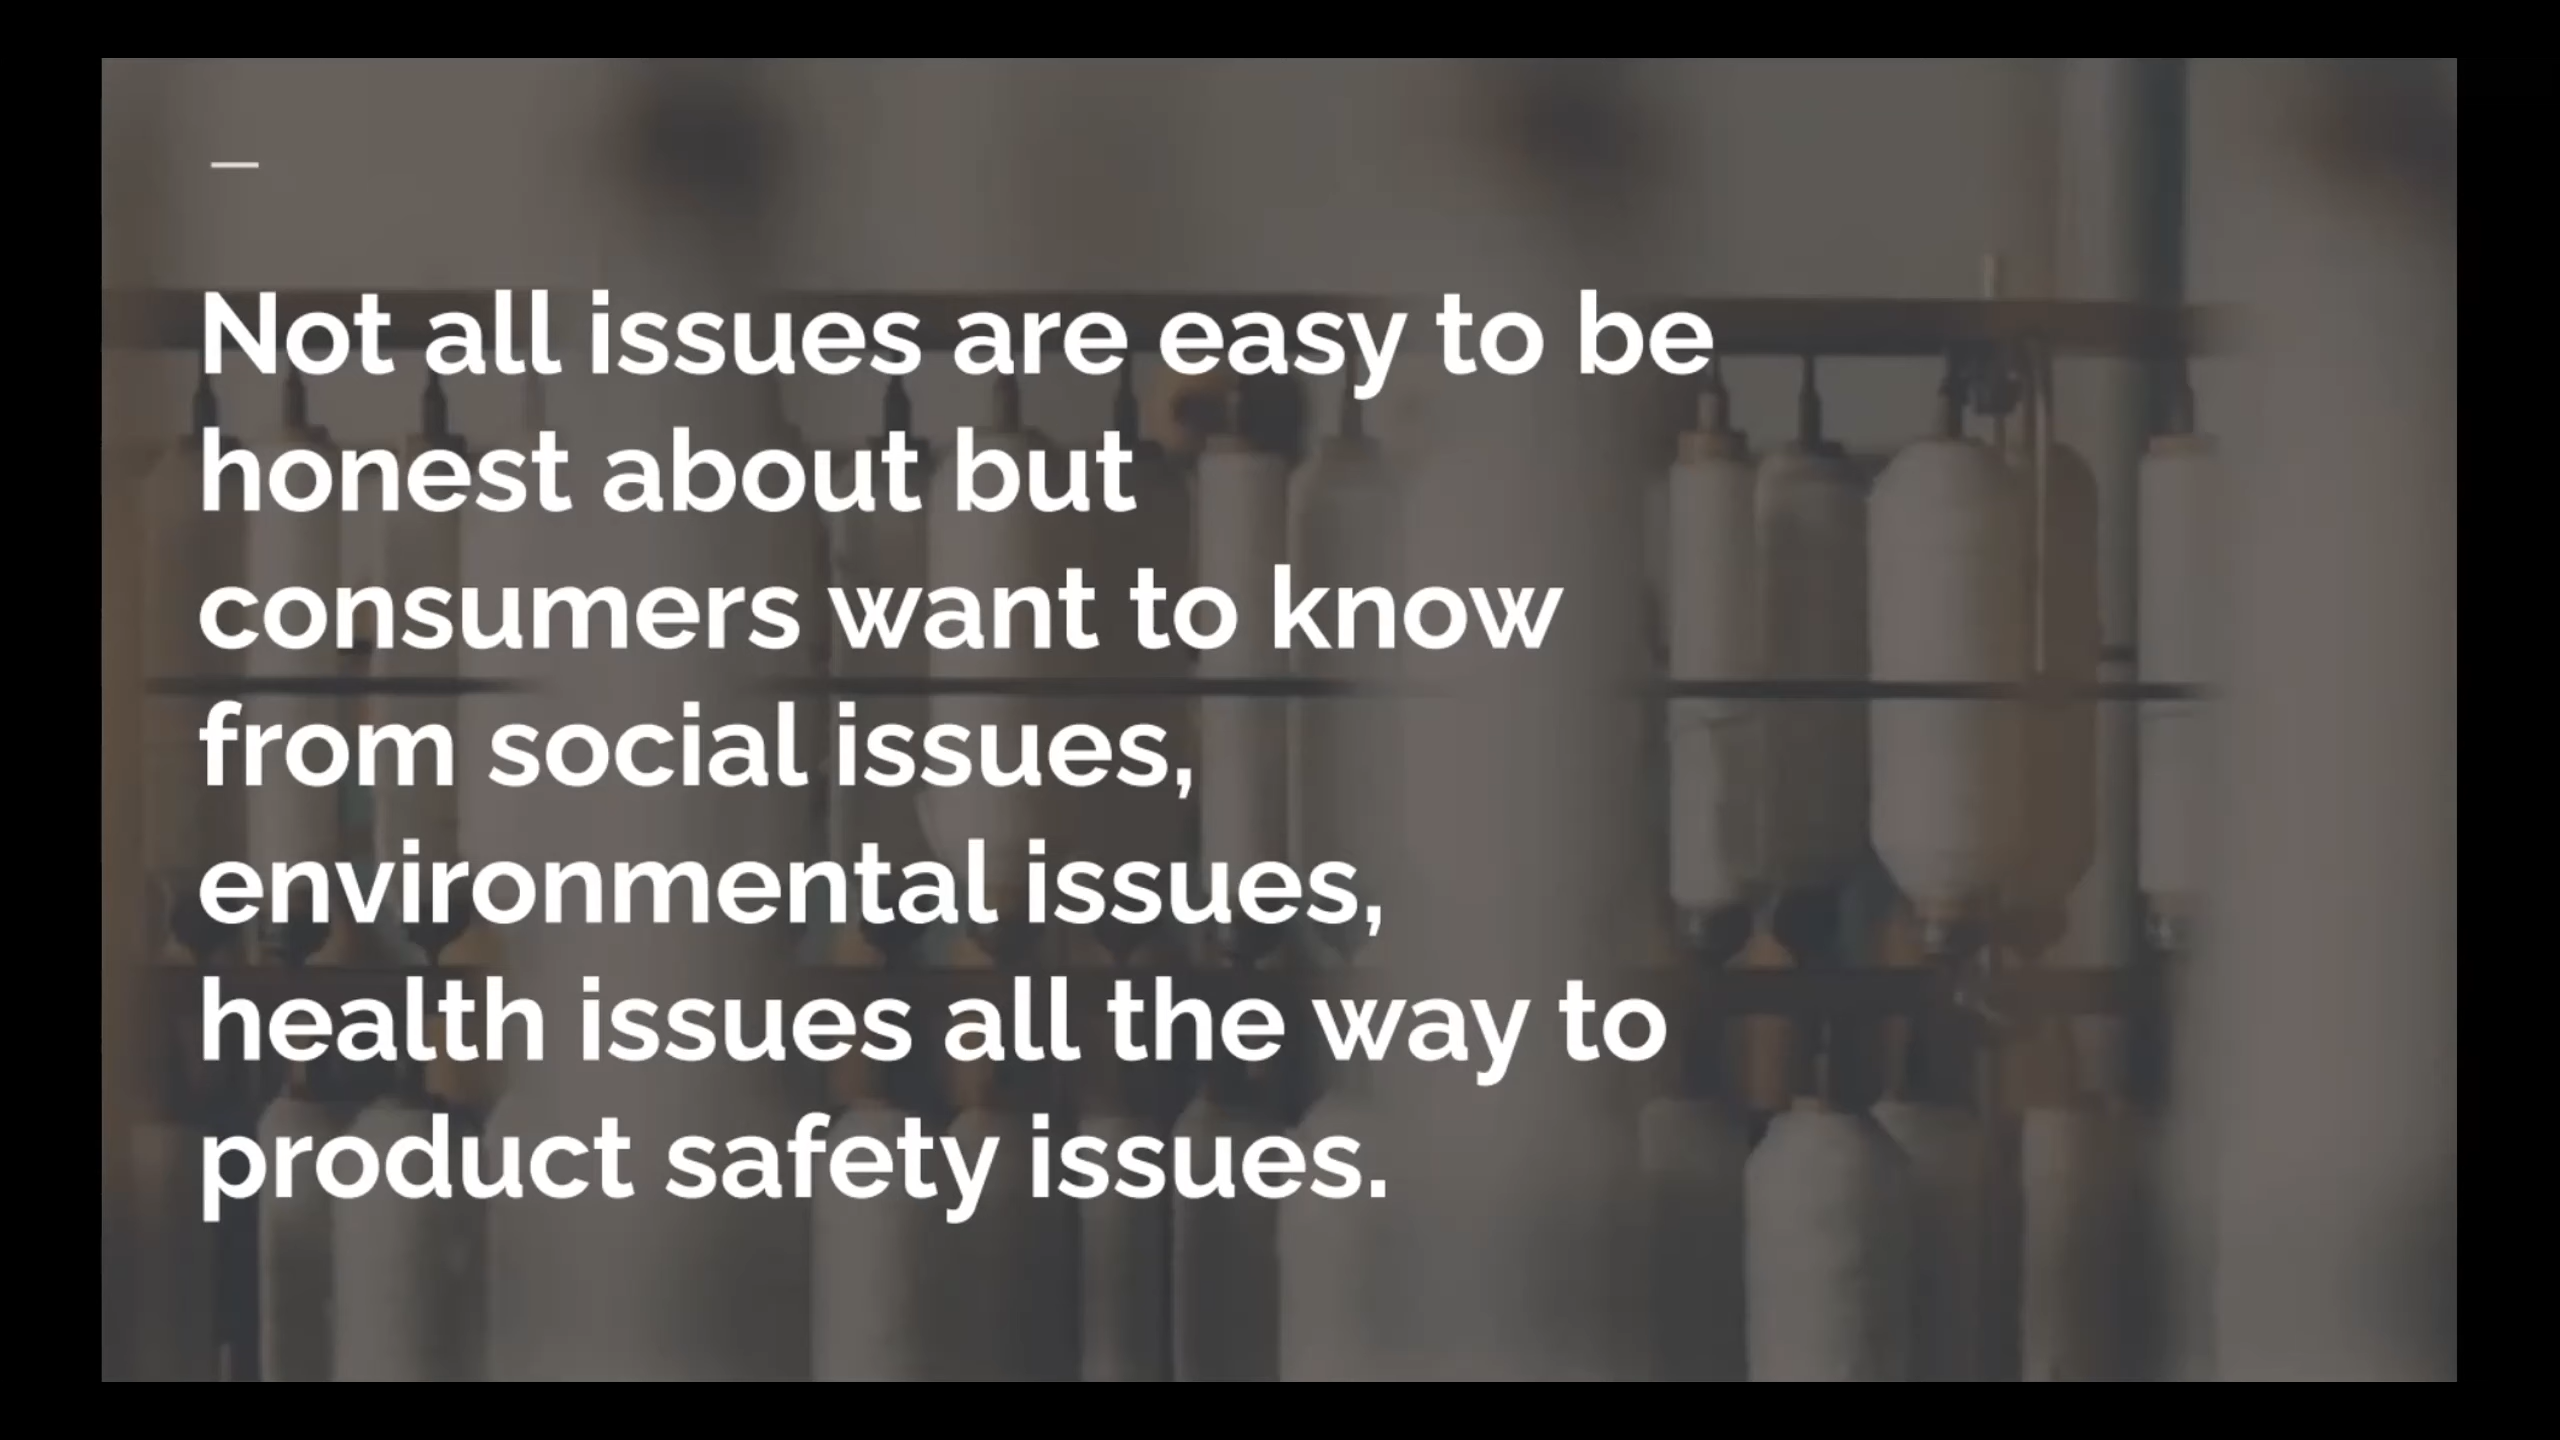 Not all issues are easy to be
honest about but
consumers want to know
from social issues,
environmental issues,
health issues all the way to
product safety issues.